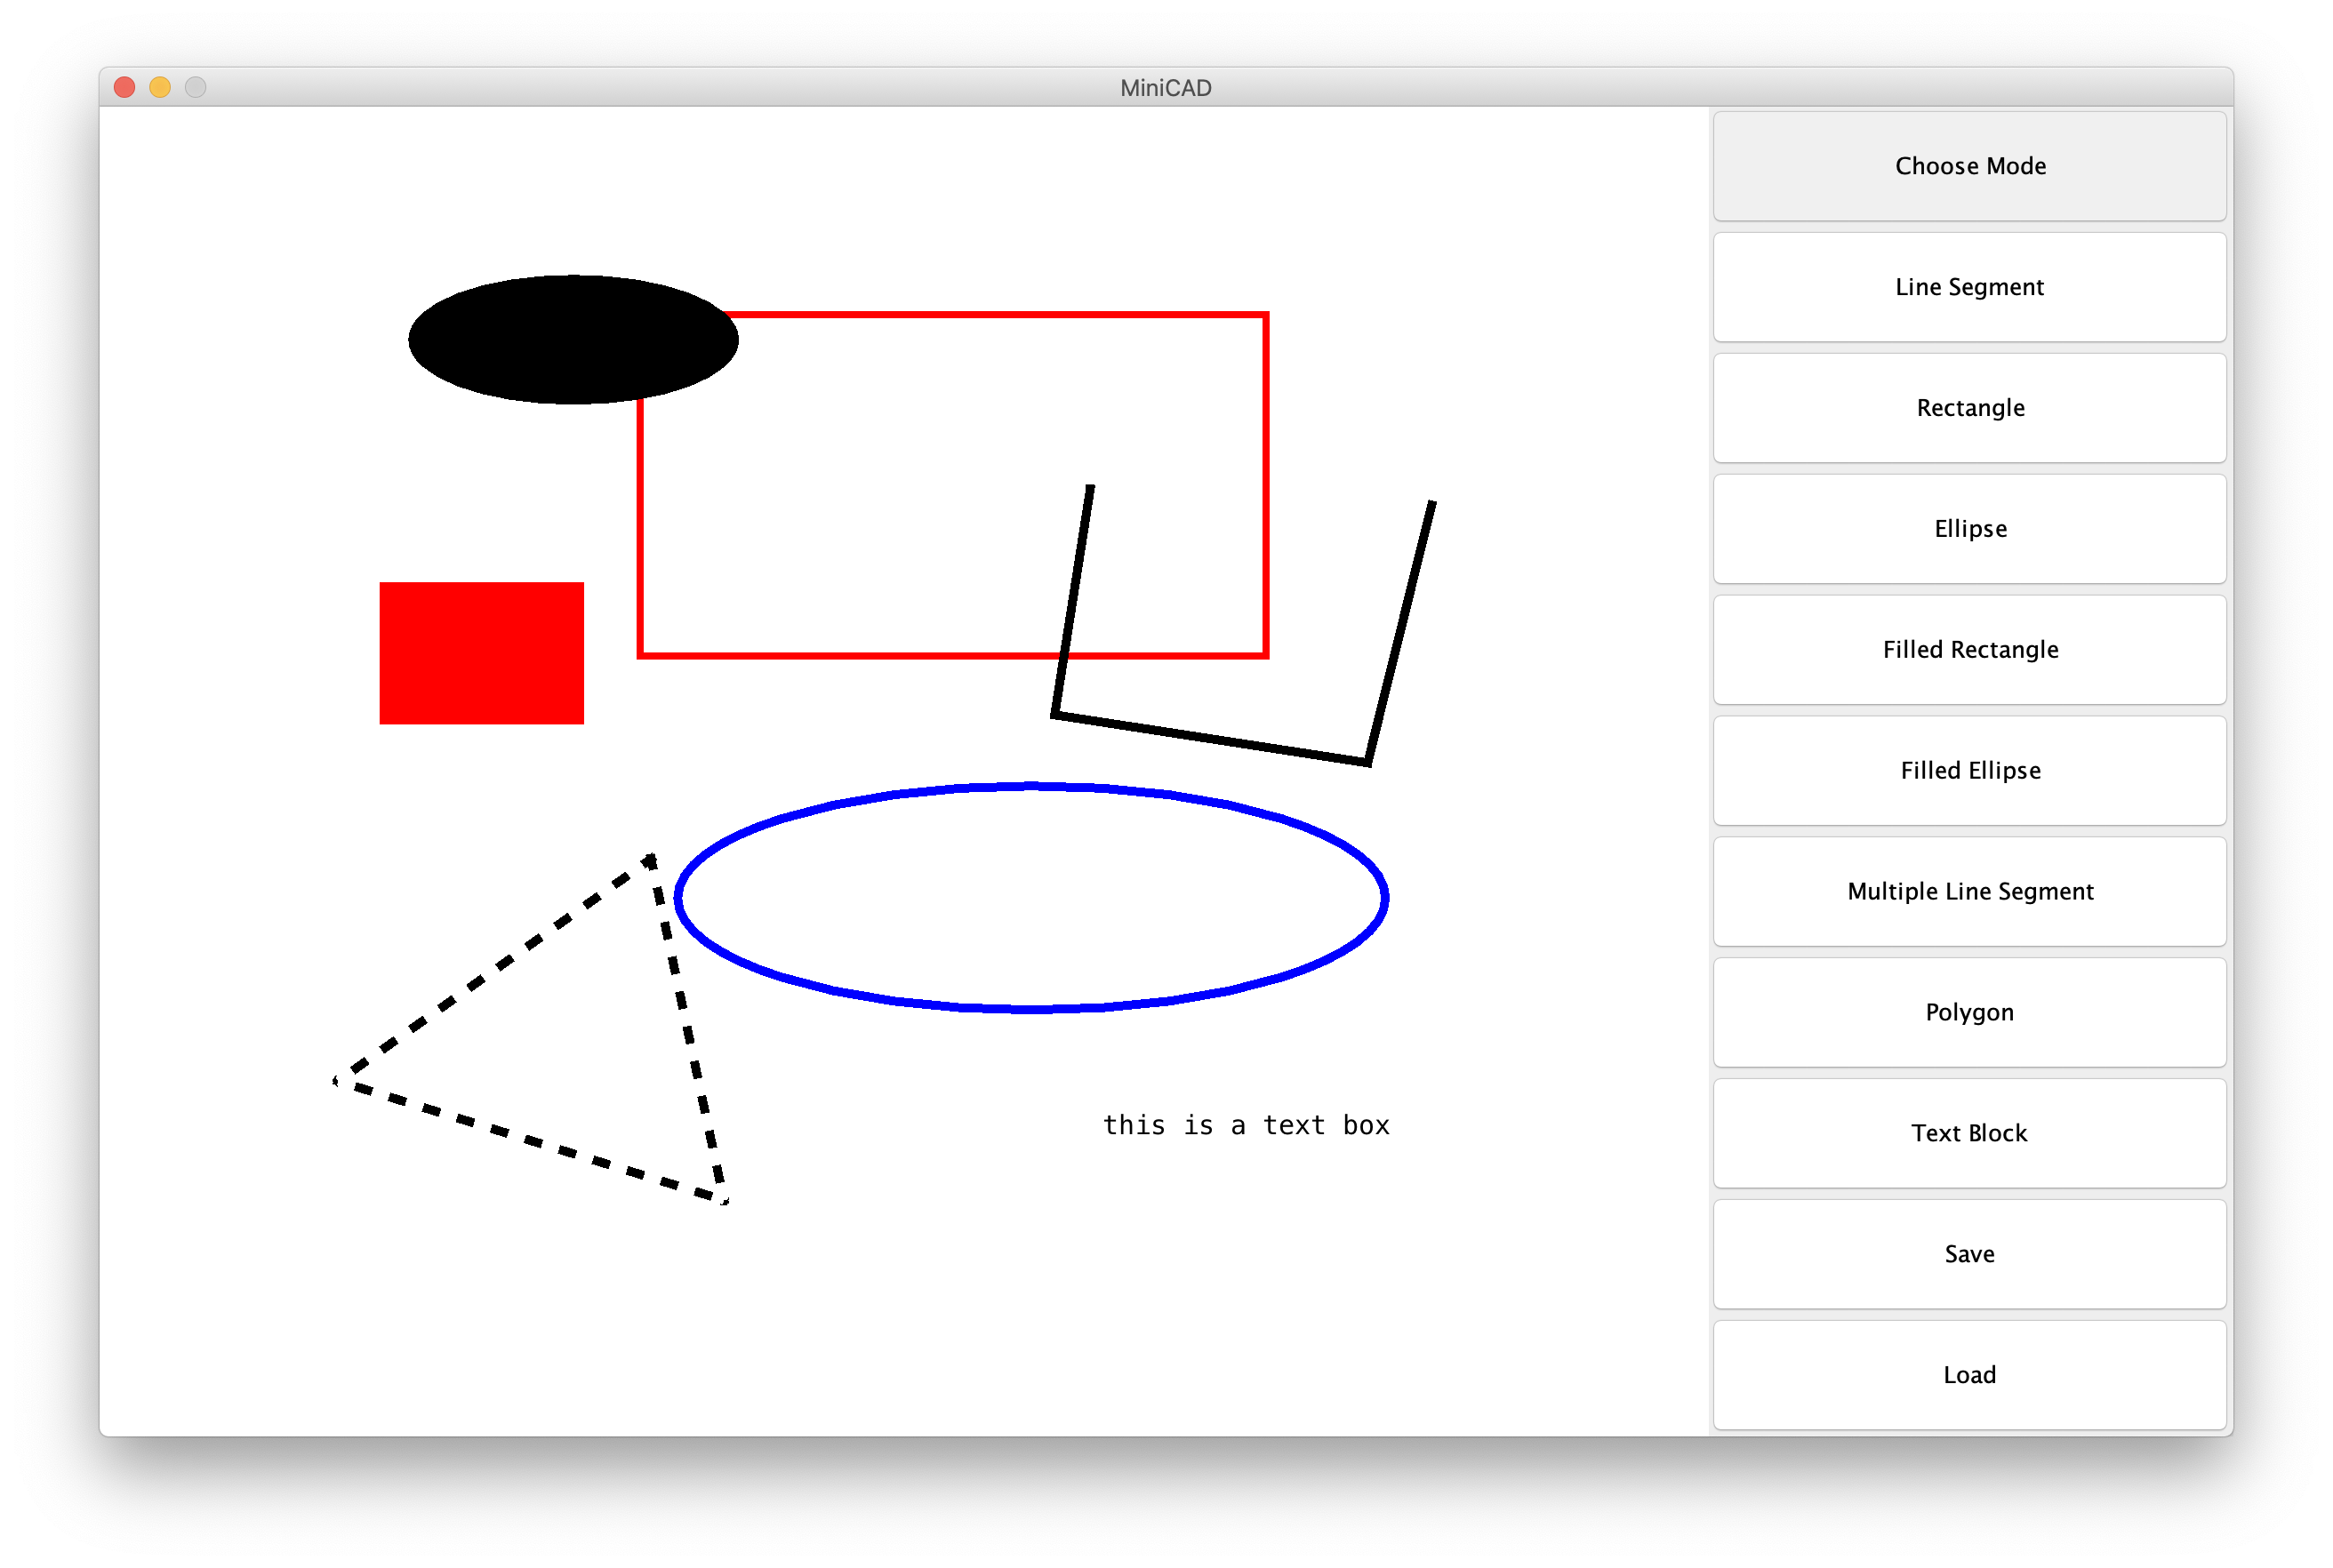 MiniCAD
Choose Mode
Line Segment
Rectangle
Ellipse
Filled Rectangle
Filled Ellipse
Multiple Line Segment
Polygon
this is a text box
Text Block
Save
Load